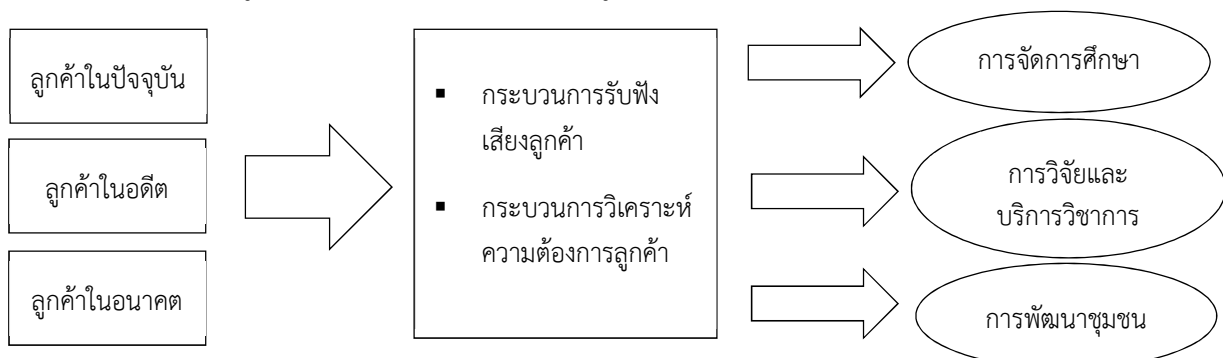 ลูกค้าในปัจจุบัน
ลูกค้าในอดีต
ลูกค้าในอนาคต
▪ กระบวนการรับฟัง
เสียงลูกค้า
▪ กระบวนการวิเคราะห์
ความต้องการลูกค้า
การจัดการศึกษา
การวิจัยและ
บริการวิชาการ
การพัฒนาชุมชน